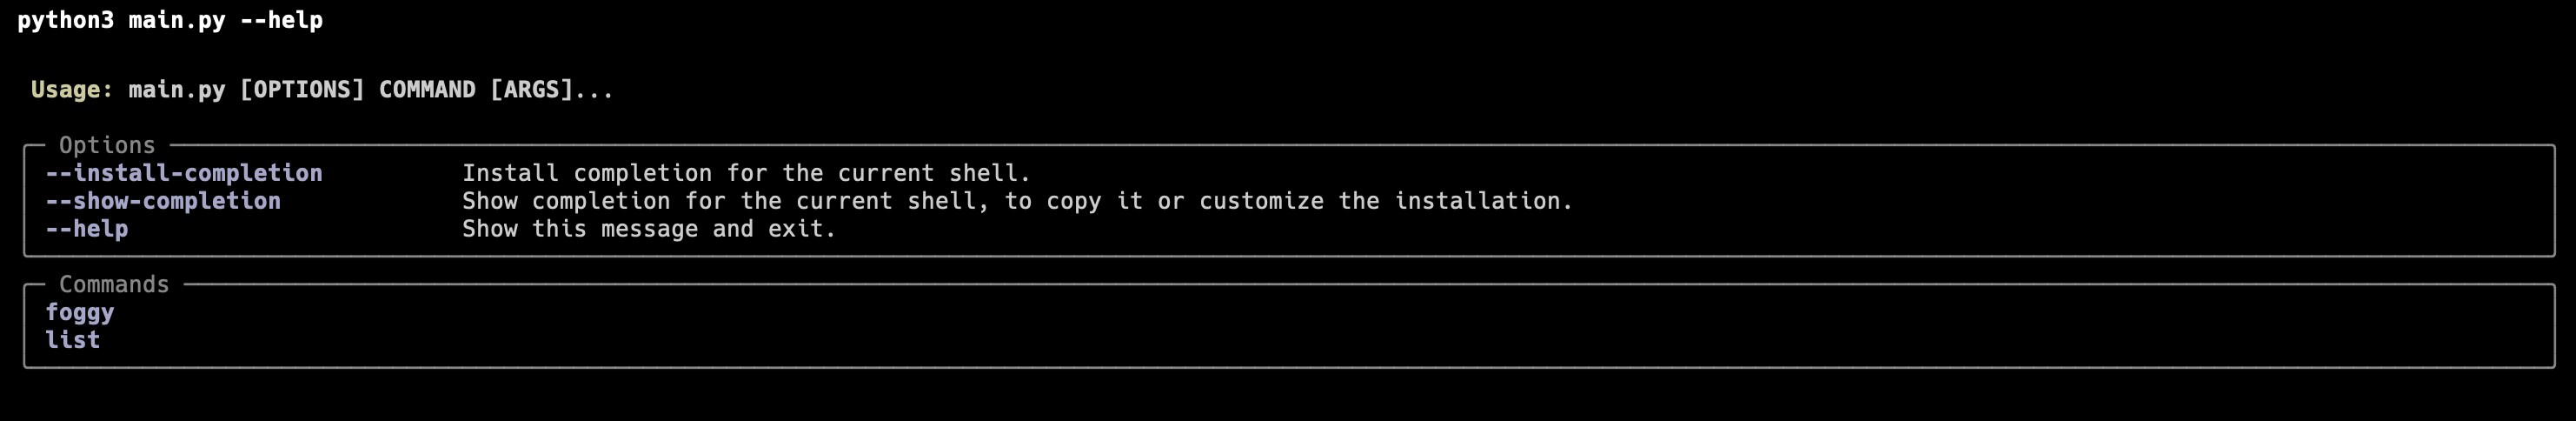 python3 main.py --help
Usage: main.py [OPTIONS] COMMAND [ARGS]...
Options
--install-completion Install completion for the current shell.
--show-completion Show completion for the current shell, to copy it or customize the installation.
--help Show this message and exit.
Commands
foggy
list